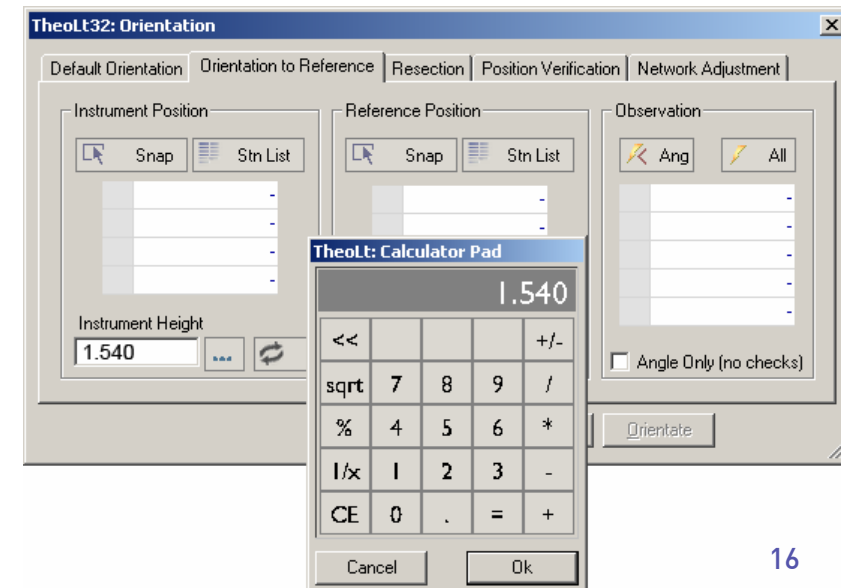 TheoLt32: Orientation
Default Orientation Orientation to Reference Resection Position Verification Network Adjustment
Instrument Position Reference Position Observation
Snap Stn List Snap Stn List Ang All
- - -
- - -
- -
- -
-
TheoLt: Calculator Pad
1.540
Instrument Height
1.540 ...
Angle Only (no checks)
<< +/-
sqrt 7 8 9 /
% 4 5 6 *
1/x 1 2 3 -
CE 0 . = +
Orientate
Cancel Ok
16